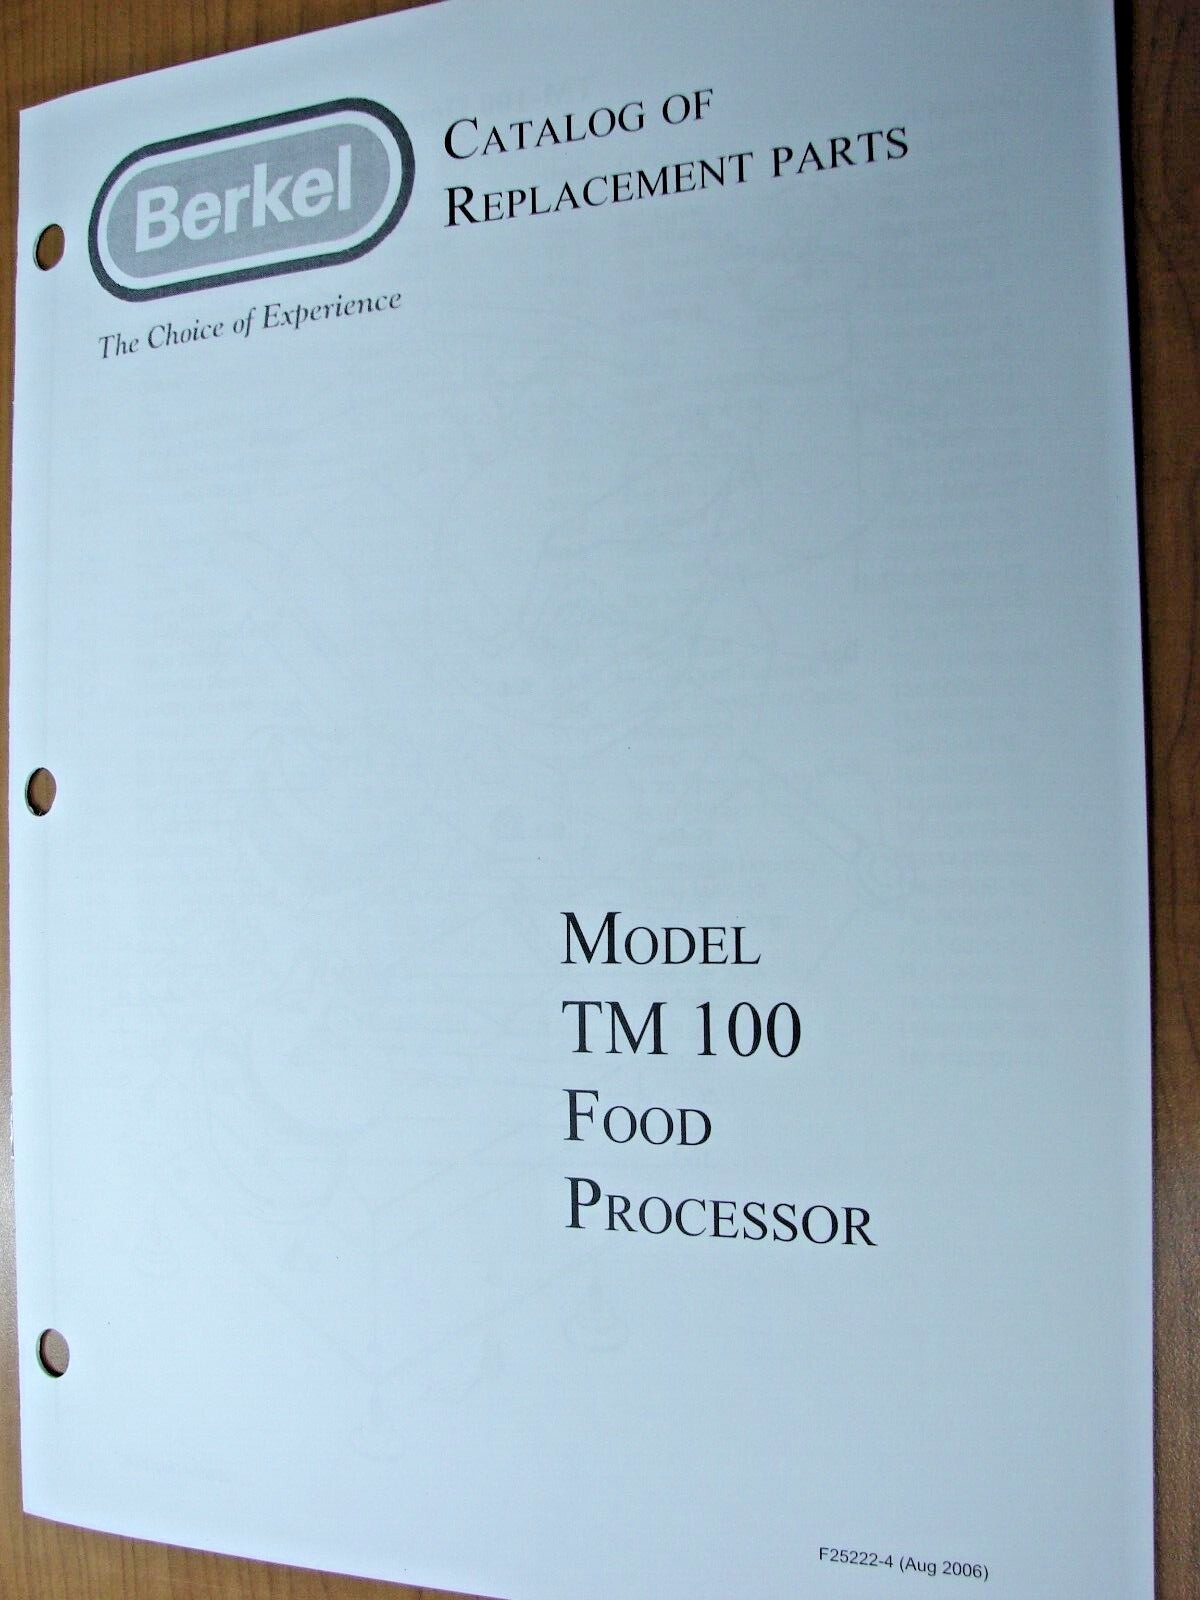 Berkel
The Choice of Experience
CATALOG OF
REPLACEMENT PARTS
MODEL
TM 100
FOOD
PROCESSOR
F25222-4 (Aug 2006)